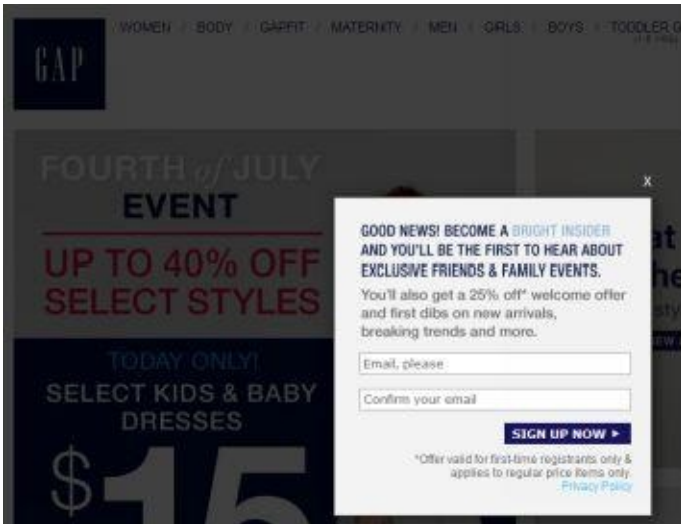 WOMEN / BODY / GAPFIT / MATERNITY / MEN / GIRLS / BOYS / TODDLER G
GAP
FOURTH of JULY
EVENT
UP TO 40% OFF
SELECT STYLES
TODAY ONLY!
SELECT KIDS & BABY
DRESSES
$15
X
GOOD NEWS! BECOME A BRIGHT INSIDER
AND YOU'LL BE THE FIRST TO HEAR ABOUT
EXCLUSIVE FRIENDS & FAMILY EVENTS.
You'll also get a 25% off* welcome offer
and first dibs on new arrivals,
breaking trends and more.
Email, please
Confirm your email
SIGN UP NOW ►
*Offer valid for first-time registrants only &
applies to regular price items only.
Privacy Policy